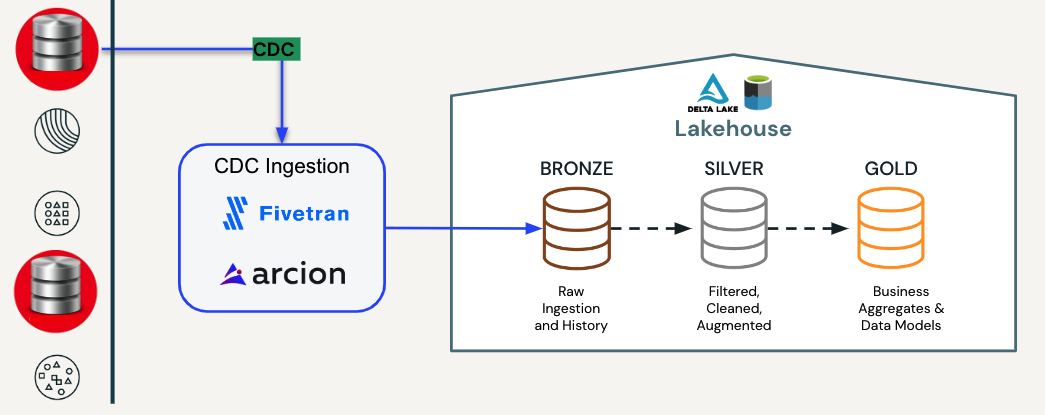 CDC
CDC Ingestion
Fivetran
arcion
DELTA LAKE
Lakehouse
BRONZE
SILVER
GOLD
Raw
Ingestion
and History
Filtered,
Cleaned,
Augmented
Business
Aggregates &
Data Models